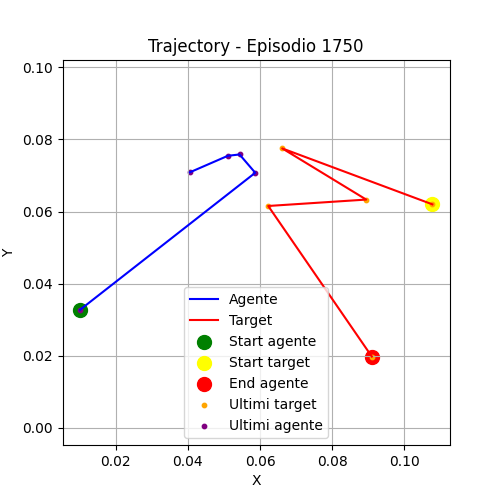 Trajectory - Episodio 1750
0.10
0.08
0.06
0.04
0.02
0.00
Y
Agente
Target
Start agente
Start target
End agente
Ultimi target
Ultimi agente
0.02
0.04
0.06
0.08
0.10
X